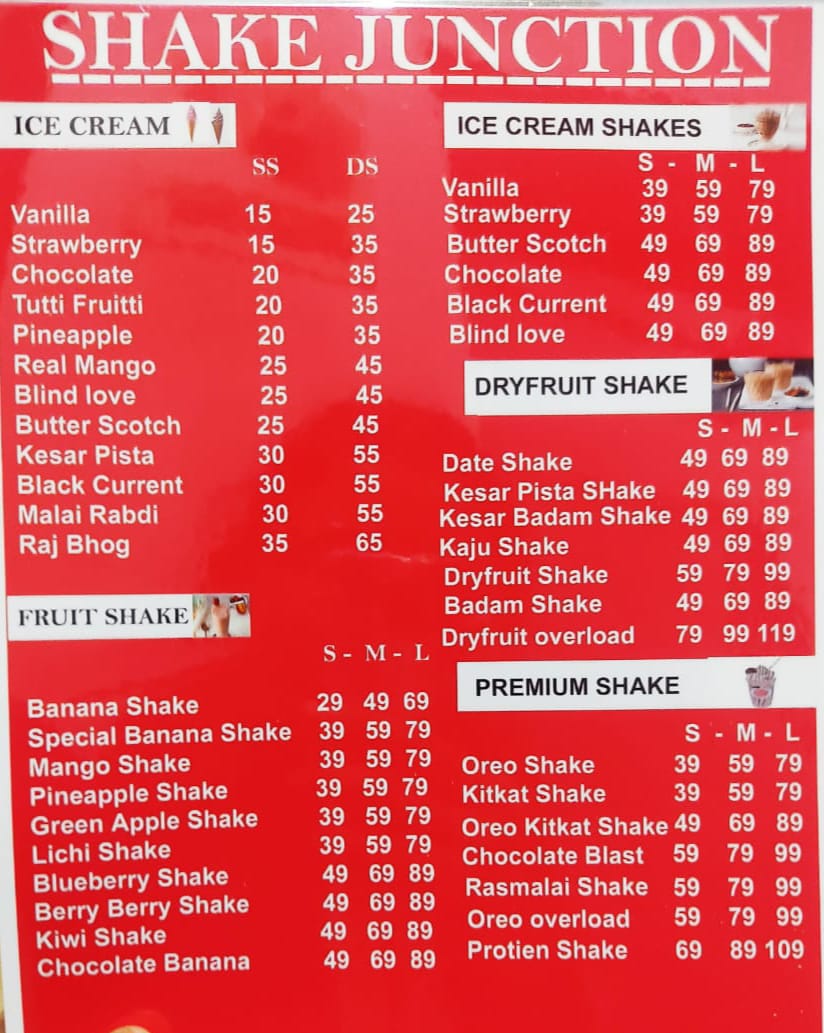 SHAKE JUNCTION
ICE CREAM
SS DS
Vanilla 15 25
Strawberry 15 35
Chocolate 20 35
Tutti Fruitti 20 35
Pineapple 20 35
Real Mango 25 45
Blind love 25 45
Butter Scotch 25 45
Kesar Pista 30 55
Black Current 30 55
Malai Rabdi 30 55
Raj Bhog 35 65
FRUIT SHAKE
S - M - L
Banana Shake 29 49 69
Special Banana Shake 39 59 79
Mango Shake 39 59 79
Pineapple Shake 39 59 79
Green Apple Shake 39 59 79
Lichi Shake 39 59 79
Blueberry Shake 49 69 89
Berry Berry Shake 49 69 89
Kiwi Shake 49 69 89
Chocolate Banana 49 69 89
ICE CREAM SHAKES
S - M - L
Vanilla 39 59 79
Strawberry 39 59 79
Butter Scotch 49 69 89
Chocolate 49 69 89
Black Current 49 69 89
Blind love 49 69 89
DRYFRUIT SHAKE
S - M - L
Date Shake 49 69 89
Kesar Pista SHake 49 69 89
Kesar Badam Shake 49 69 89
Kaju Shake 49 69 89
Dryfruit Shake 59 79 99
Badam Shake 49 69 89
Dryfruit overload 79 99 119
PREMIUM SHAKE
S - M - L
Oreo Shake 39 59 79
Kitkat Shake 39 59 79
Oreo Kitkat Shake 49 69 89
Chocolate Blast 59 79 99
Rasmalai Shake 59 79 99
Oreo overload 59 79 99
Protien Shake 69 89 109